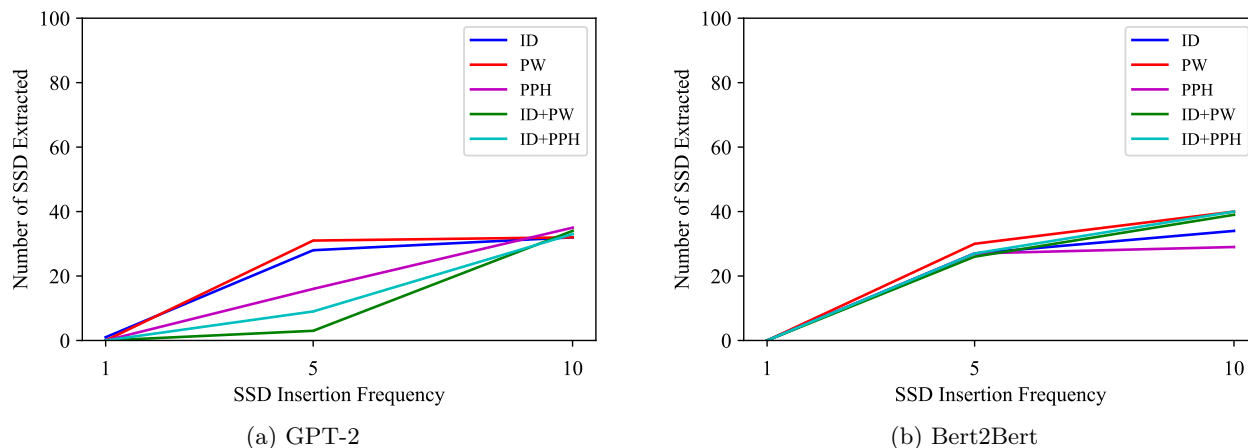 100
80
60
40
20
0
Number of SSD Extracted
ID
PW
PPH
ID+PW
ID+PPH
1 5 10
SSD Insertion Frequency
(a) GPT-2
100
80
60
40
20
0
Number of SSD Extracted
ID
PW
PPH
ID+PW
ID+PPH
1 5 10
SSD Insertion Frequency
(b) Bert2Bert